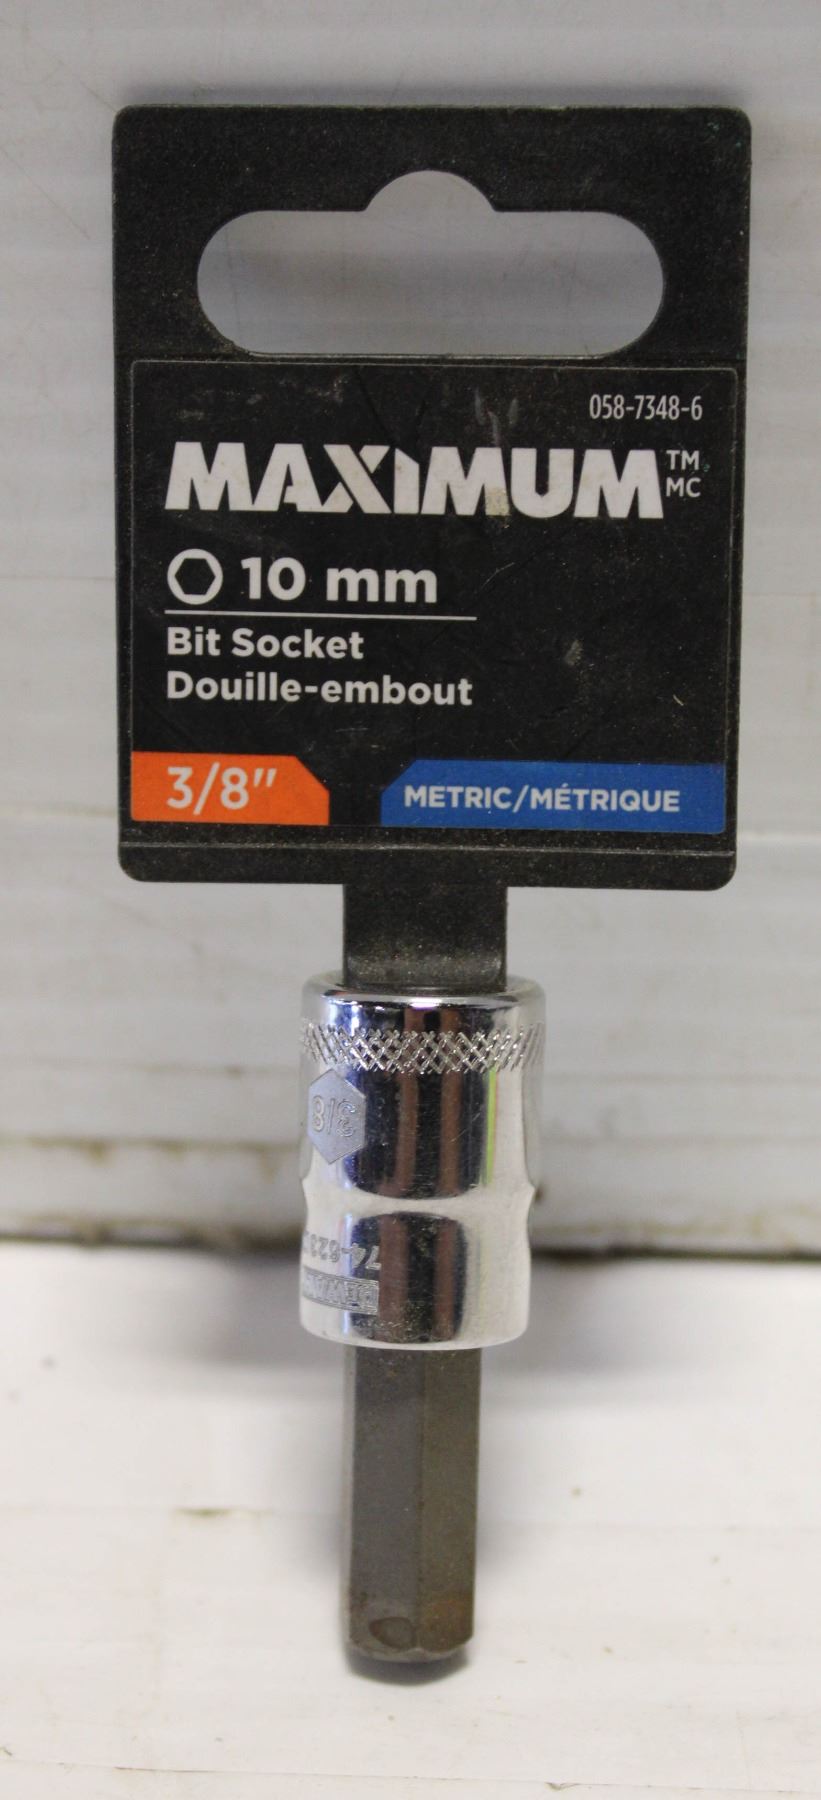 058-7348-6
MAXIMUM TM MC
10 mm
Bit Socket
Douille-embout
3/8"
METRIC/MÉTRIQUE
3/8